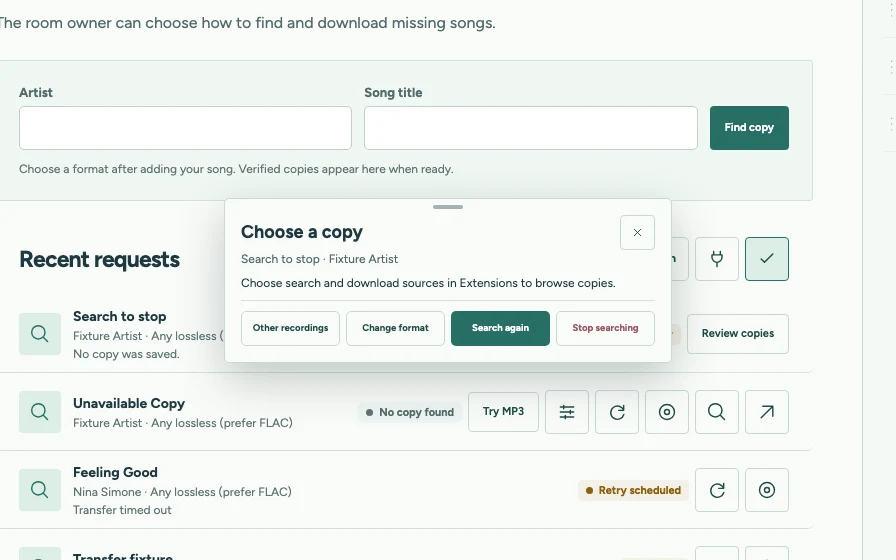 The room owner can choose how to find and download missing songs.
Artist
Song title
Find copy
Choose a format after adding your song. Verified copies appear here when ready.
Choose a copy
Search to stop · Fixture Artist
Choose search and download sources in Extensions to browse copies.
Other recordings
Change format
Search again
Stop searching
Recent requests
Search to stop
Fixture Artist · Any lossless (
No copy was saved.
Review copies
Unavailable Copy
Fixture Artist · Any lossless (prefer FLAC)
No copy found
Try MP3
Feeling Good
Nina Simone · Any lossless (prefer FLAC)
Transfer timed out
Retry scheduled
Transfer fixture